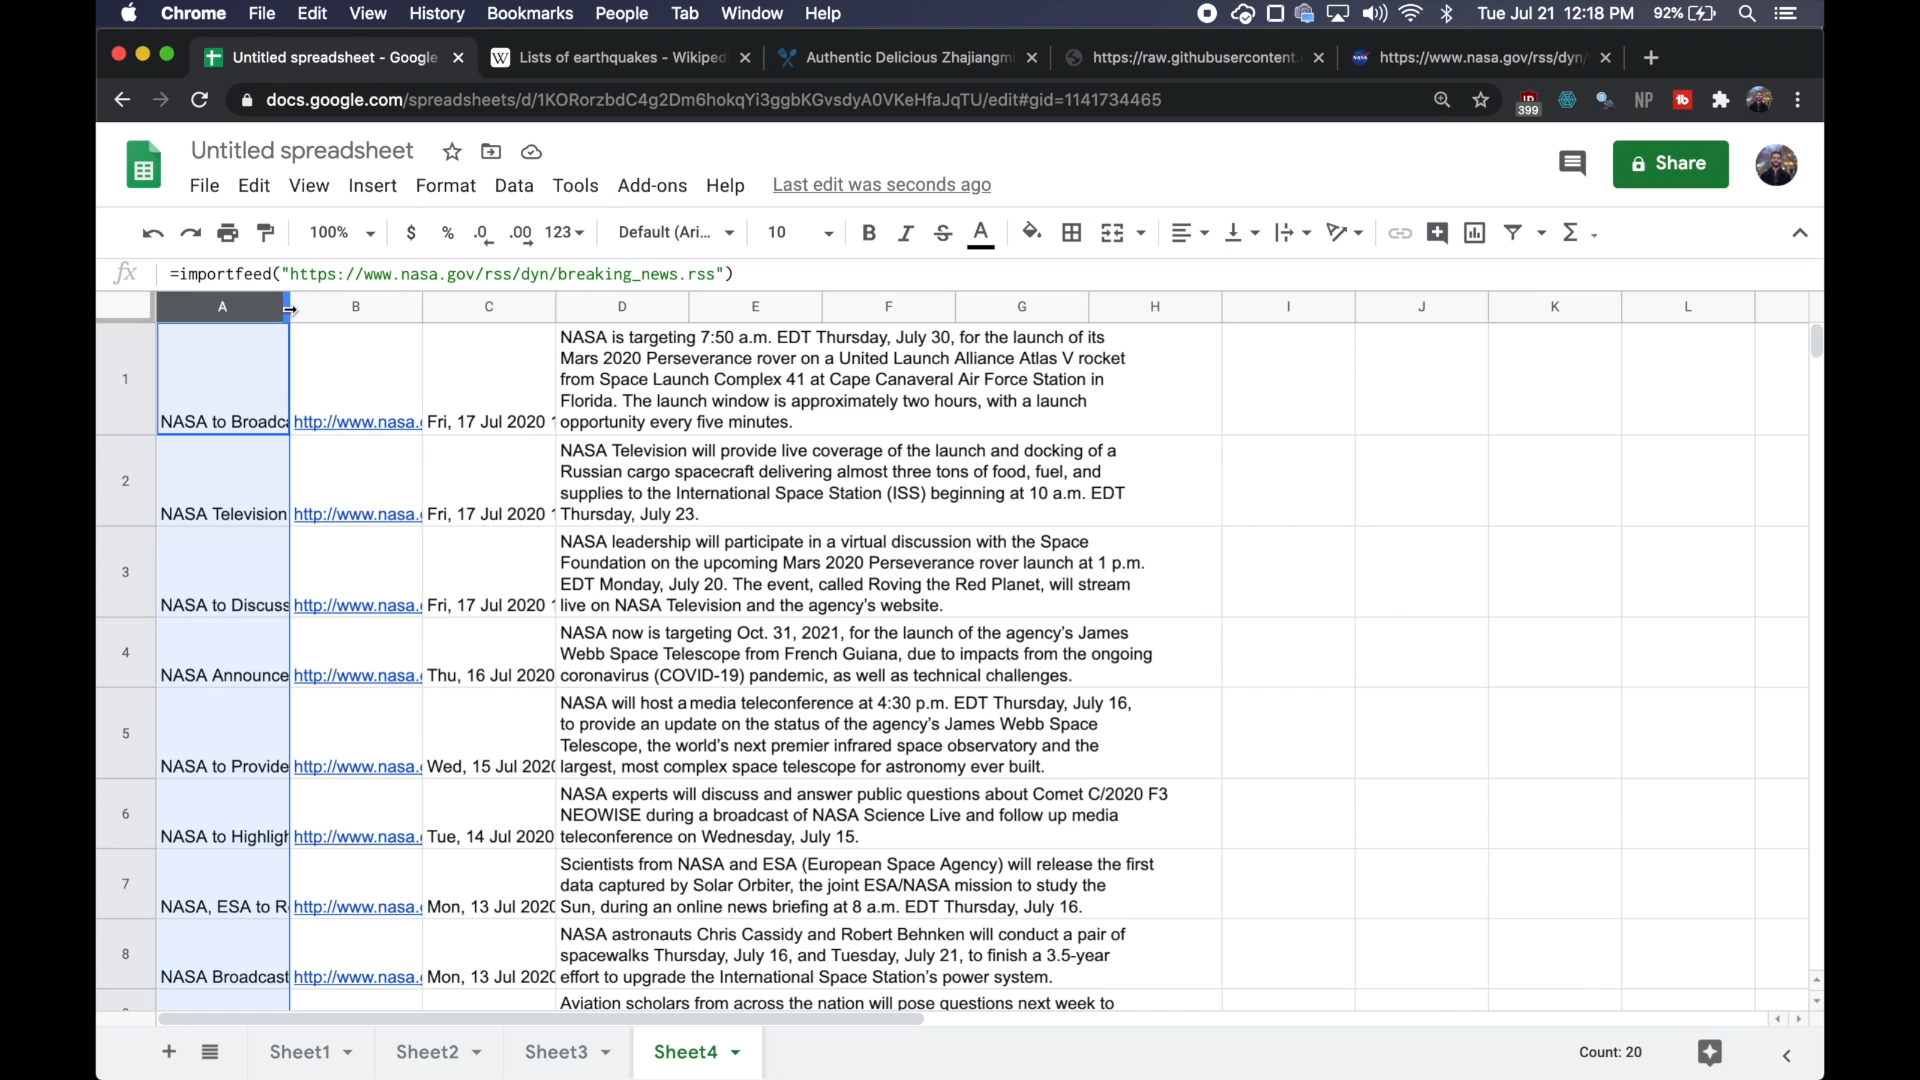 Chrome File Edit View History Bookmarks People Tab Window Help Tue Jul 21 12:18 PM 92%
Untitled spreadsheet - Google Lists of earthquakes - Wikiped Authentic Delicious Zhajiangmi https://raw.githubusercontent. https://www.nasa.gov/rss/dyn/
docs.google.com/spreadsheets/d/1KORorzbdC4g2Dm6hokqYi3ggbKGvsdyA0VKeHfaJqTU/edit#gid=1141734465 399 NP tb
Untitled spreadsheet
Share
File Edit View Insert Format Data Tools Add-ons Help Last edit was seconds ago
100% $ % .0 .00 123 Default (Ari... 10 B I S A Σ
fx =importfeed("https://www.nasa.gov/rss/dyn/breaking_news.rss")
A B C D E F G H I J K L
NASA is targeting 7:50 a.m. EDT Thursday, July 30, for the launch of its
Mars 2020 Perseverance rover on a United Launch Alliance Atlas V rocket
1 from Space Launch Complex 41 at Cape Canaveral Air Force Station in
Florida. The launch window is approximately two hours, with a launch
NASA to Broadca http://www.nasa. Fri, 17 Jul 2020 1 opportunity every five minutes.
NASA Television will provide live coverage of the launch and docking of a
2 Russian cargo spacecraft delivering almost three tons of food, fuel, and
supplies to the International Space Station (ISS) beginning at 10 a.m. EDT
NASA Television http://www.nasa. Fri, 17 Jul 2020 1 Thursday, July 23.
NASA leadership will participate in a virtual discussion with the Space
3 Foundation on the upcoming Mars 2020 Perseverance rover launch at 1 p.m.
EDT Monday, July 20. The event, called Roving the Red Planet, will stream
NASA to Discuss http://www.nasa. Fri, 17 Jul 2020 1 live on NASA Television and the agency's website.
NASA now is targeting Oct. 31, 2021, for the launch of the agency's James
4 Webb Space Telescope from French Guiana, due to impacts from the ongoing
NASA Announce http://www.nasa. Thu, 16 Jul 2020 coronavirus (COVID-19) pandemic, as well as technical challenges.
NASA will host a media teleconference at 4:30 p.m. EDT Thursday, July 16,
5 to provide an update on the status of the agency's James Webb Space
Telescope, the world's next premier infrared space observatory and the
NASA to Provide http://www.nasa. Wed, 15 Jul 2020 largest, most complex space telescope for astronomy ever built.
NASA experts will discuss and answer public questions about Comet C/2020 F3
6 NEOWISE during a broadcast of NASA Science Live and follow up media
NASA to Highligh http://www.nasa. Tue, 14 Jul 2020 teleconference on Wednesday, July 15.
Scientists from NASA and ESA (European Space Agency) will release the first
7 data captured by Solar Orbiter, the joint ESA/NASA mission to study the
NASA, ESA to R http://www.nasa. Mon, 13 Jul 2020 Sun, during an online news briefing at 8 a.m. EDT Thursday, July 16.
NASA astronauts Chris Cassidy and Robert Behnken will conduct a pair of
8 spacewalks Thursday, July 16, and Tuesday, July 21, to finish a 3.5-year
NASA Broadcast http://www.nasa. Mon, 13 Jul 2020 effort to upgrade the International Space Station's power system.
Aviation scholars from across the nation will pose questions next week to
Sheet1 Sheet2 Sheet3 Sheet4 Count: 20